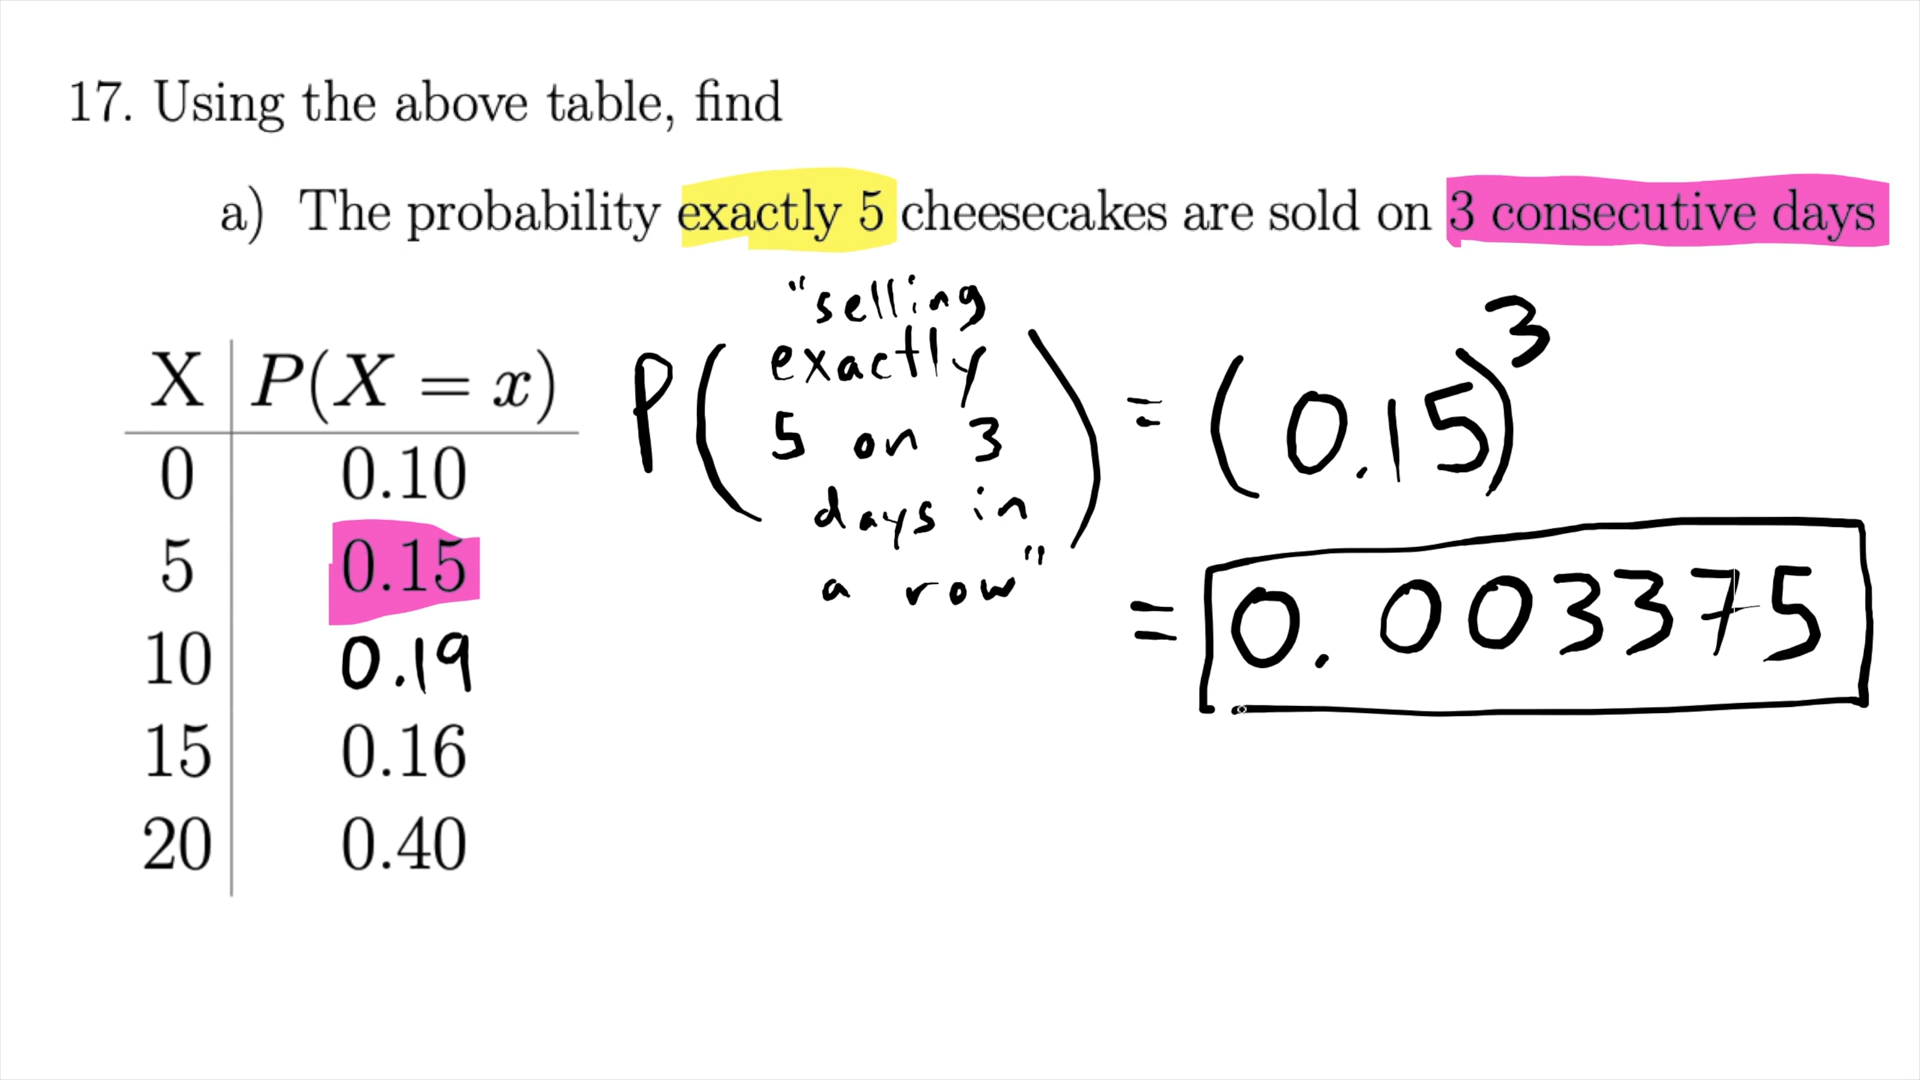 17. Using the above table, find
a) The probability exactly 5 cheesecakes are sold on 3 consecutive days
X P(X = x)
0 0.10
5 0.15
10 0.19
15 0.16
20 0.40
P( "selling
exactly
5 on 3
days in
a row" ) = (0.15)³
= 0.003375